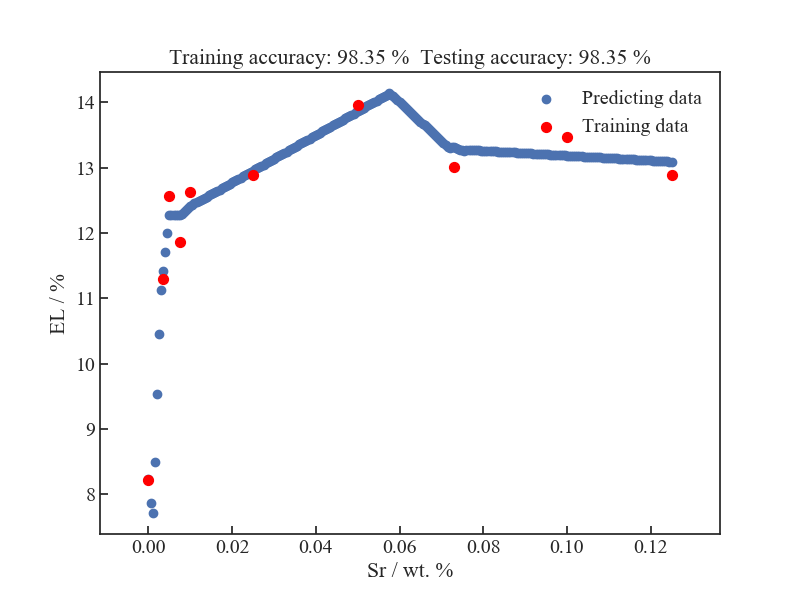 Training accuracy: 98.35 %  Testing accuracy: 98.35 %
Predicting data
Training data
14
13
12
11
10
9
8
EL / %
0.00 0.02 0.04 0.06 0.08 0.10 0.12
Sr / wt. %